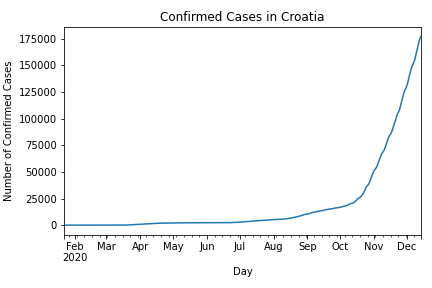 Confirmed Cases in Croatia
Number of Confirmed Cases
175000
150000
125000
100000
75000
50000
25000
0
Feb Mar Apr May Jun Jul Aug Sep Oct Nov Dec
2020
Day